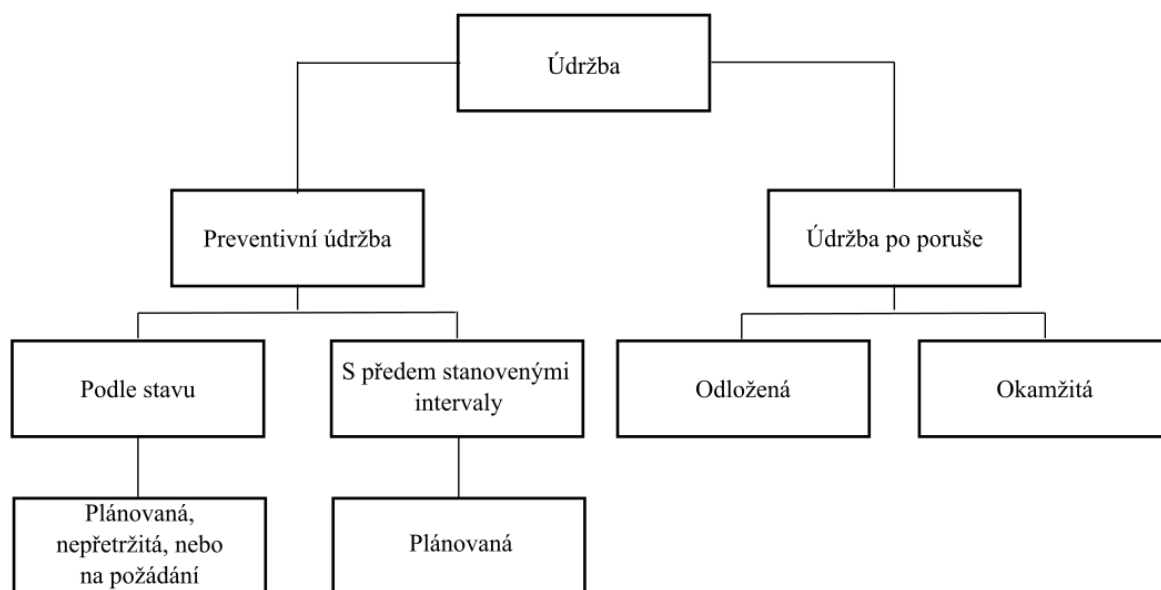 Údržba
Preventivní údržba
Údržba po poruše
Podle stavu
S předem stanovenými
intervaly
Odložená
Okamžitá
Plánovaná,
nepřetržitá, nebo
na požádání
Plánovaná